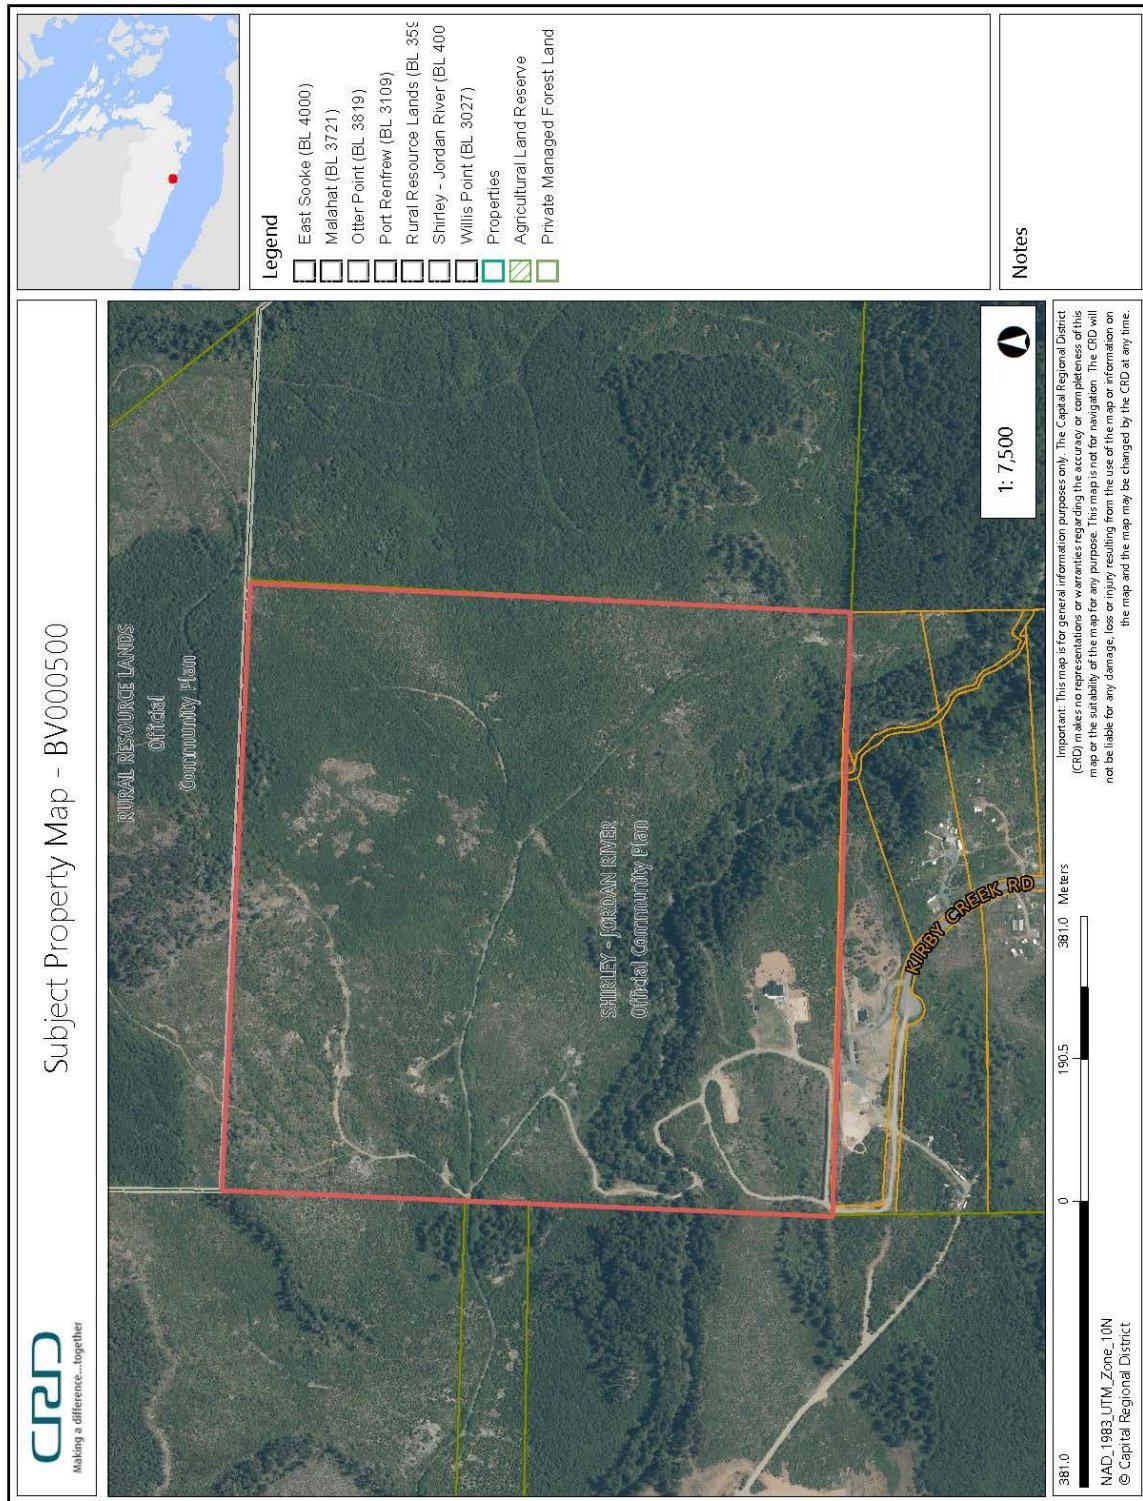 CRD
Making a difference...together
Subject Property Map - BV000500
RURAL RESOURCE LANDS
Official
Community Plan
SHIRLEY - JORDAN RIVER
Official Community Plan
KIRBY CREEK RD
1: 7,500
Legend
East Sooke (BL 4000)
Malahat (BL 3721)
Otter Point (BL 3819)
Port Renfrew (BL 3109)
Rural Resource Lands (BL 359
Shirley - Jordan River (BL 400
Willis Point (BL 3027)
Properties
Agricultural Land Reserve
Private Managed Forest Land
Notes
381.0 0 190.5 381.0 Meters
NAD_1983_UTM_Zone_10N
© Capital Regional District
Important: This map is for general information purposes only. The Capital Regional District
(CRD) makes no representations or warranties regarding the accuracy or completeness of this
map or the suitability of the map for any purpose. This map is not for navigation. The CRD will
not be liable for any damage, loss or injury resulting from the use of the map or information on
the map and the map may be changed by the CRD at any time.